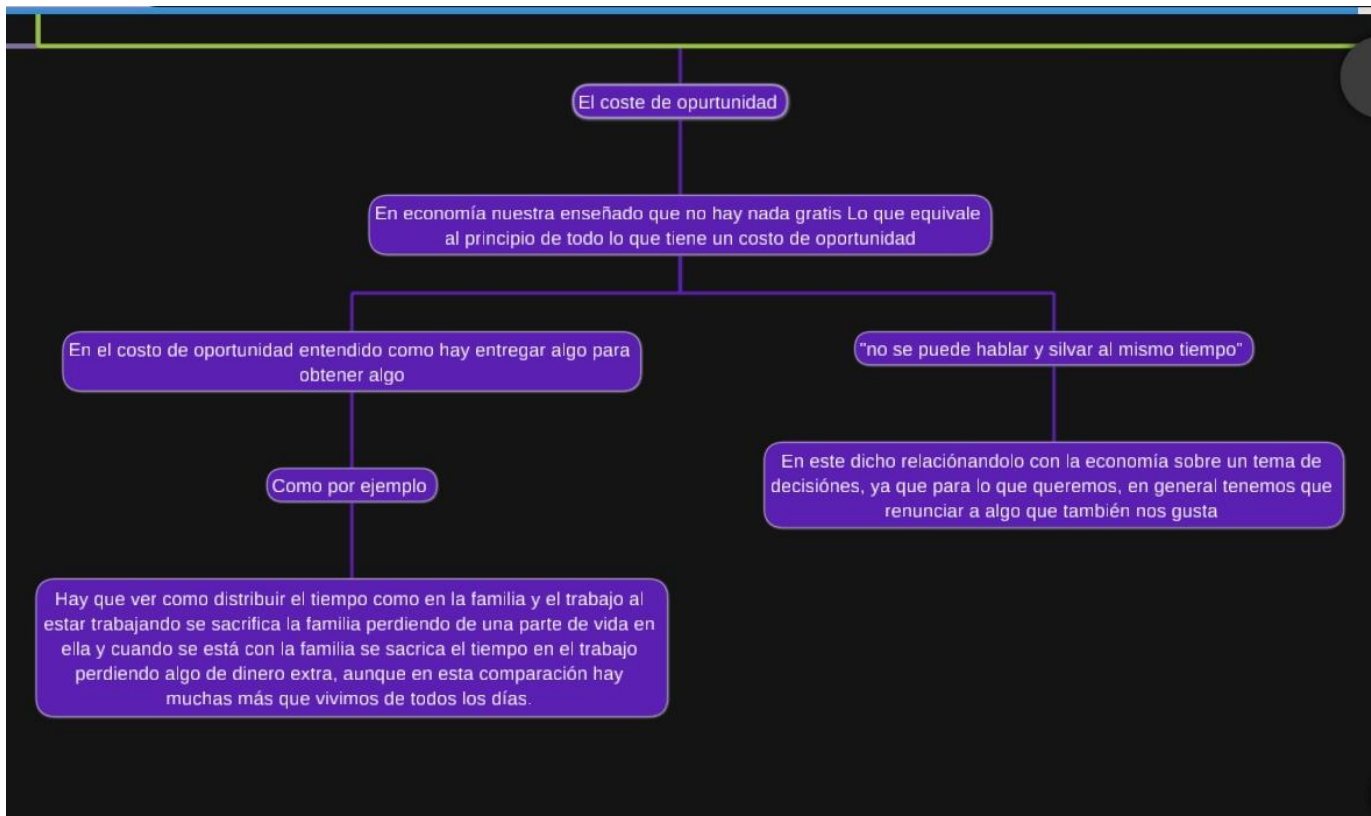 El coste de opurtunidad
En economía nuestra enseñado que no hay nada gratis Lo que equivale
al principio de todo lo que tiene un costo de oportunidad
En el costo de oportunidad entendido como hay entregar algo para
obtener algo
Como por ejemplo
Hay que ver como distribuir el tiempo como en la familia y el trabajo al
estar trabajando se sacrifica la familia perdiendo de una parte de vida en
ella y cuando se está con la familia se sacrica el tiempo en el trabajo
perdiendo algo de dinero extra, aunque en esta comparación hay
muchas más que vivimos de todos los días.
"no se puede hablar y silvar al mismo tiempo"
En este dicho relaciónandolo con la economía sobre un tema de
decisiónes, ya que para lo que queremos, en general tenemos que
renunciar a algo que también nos gusta